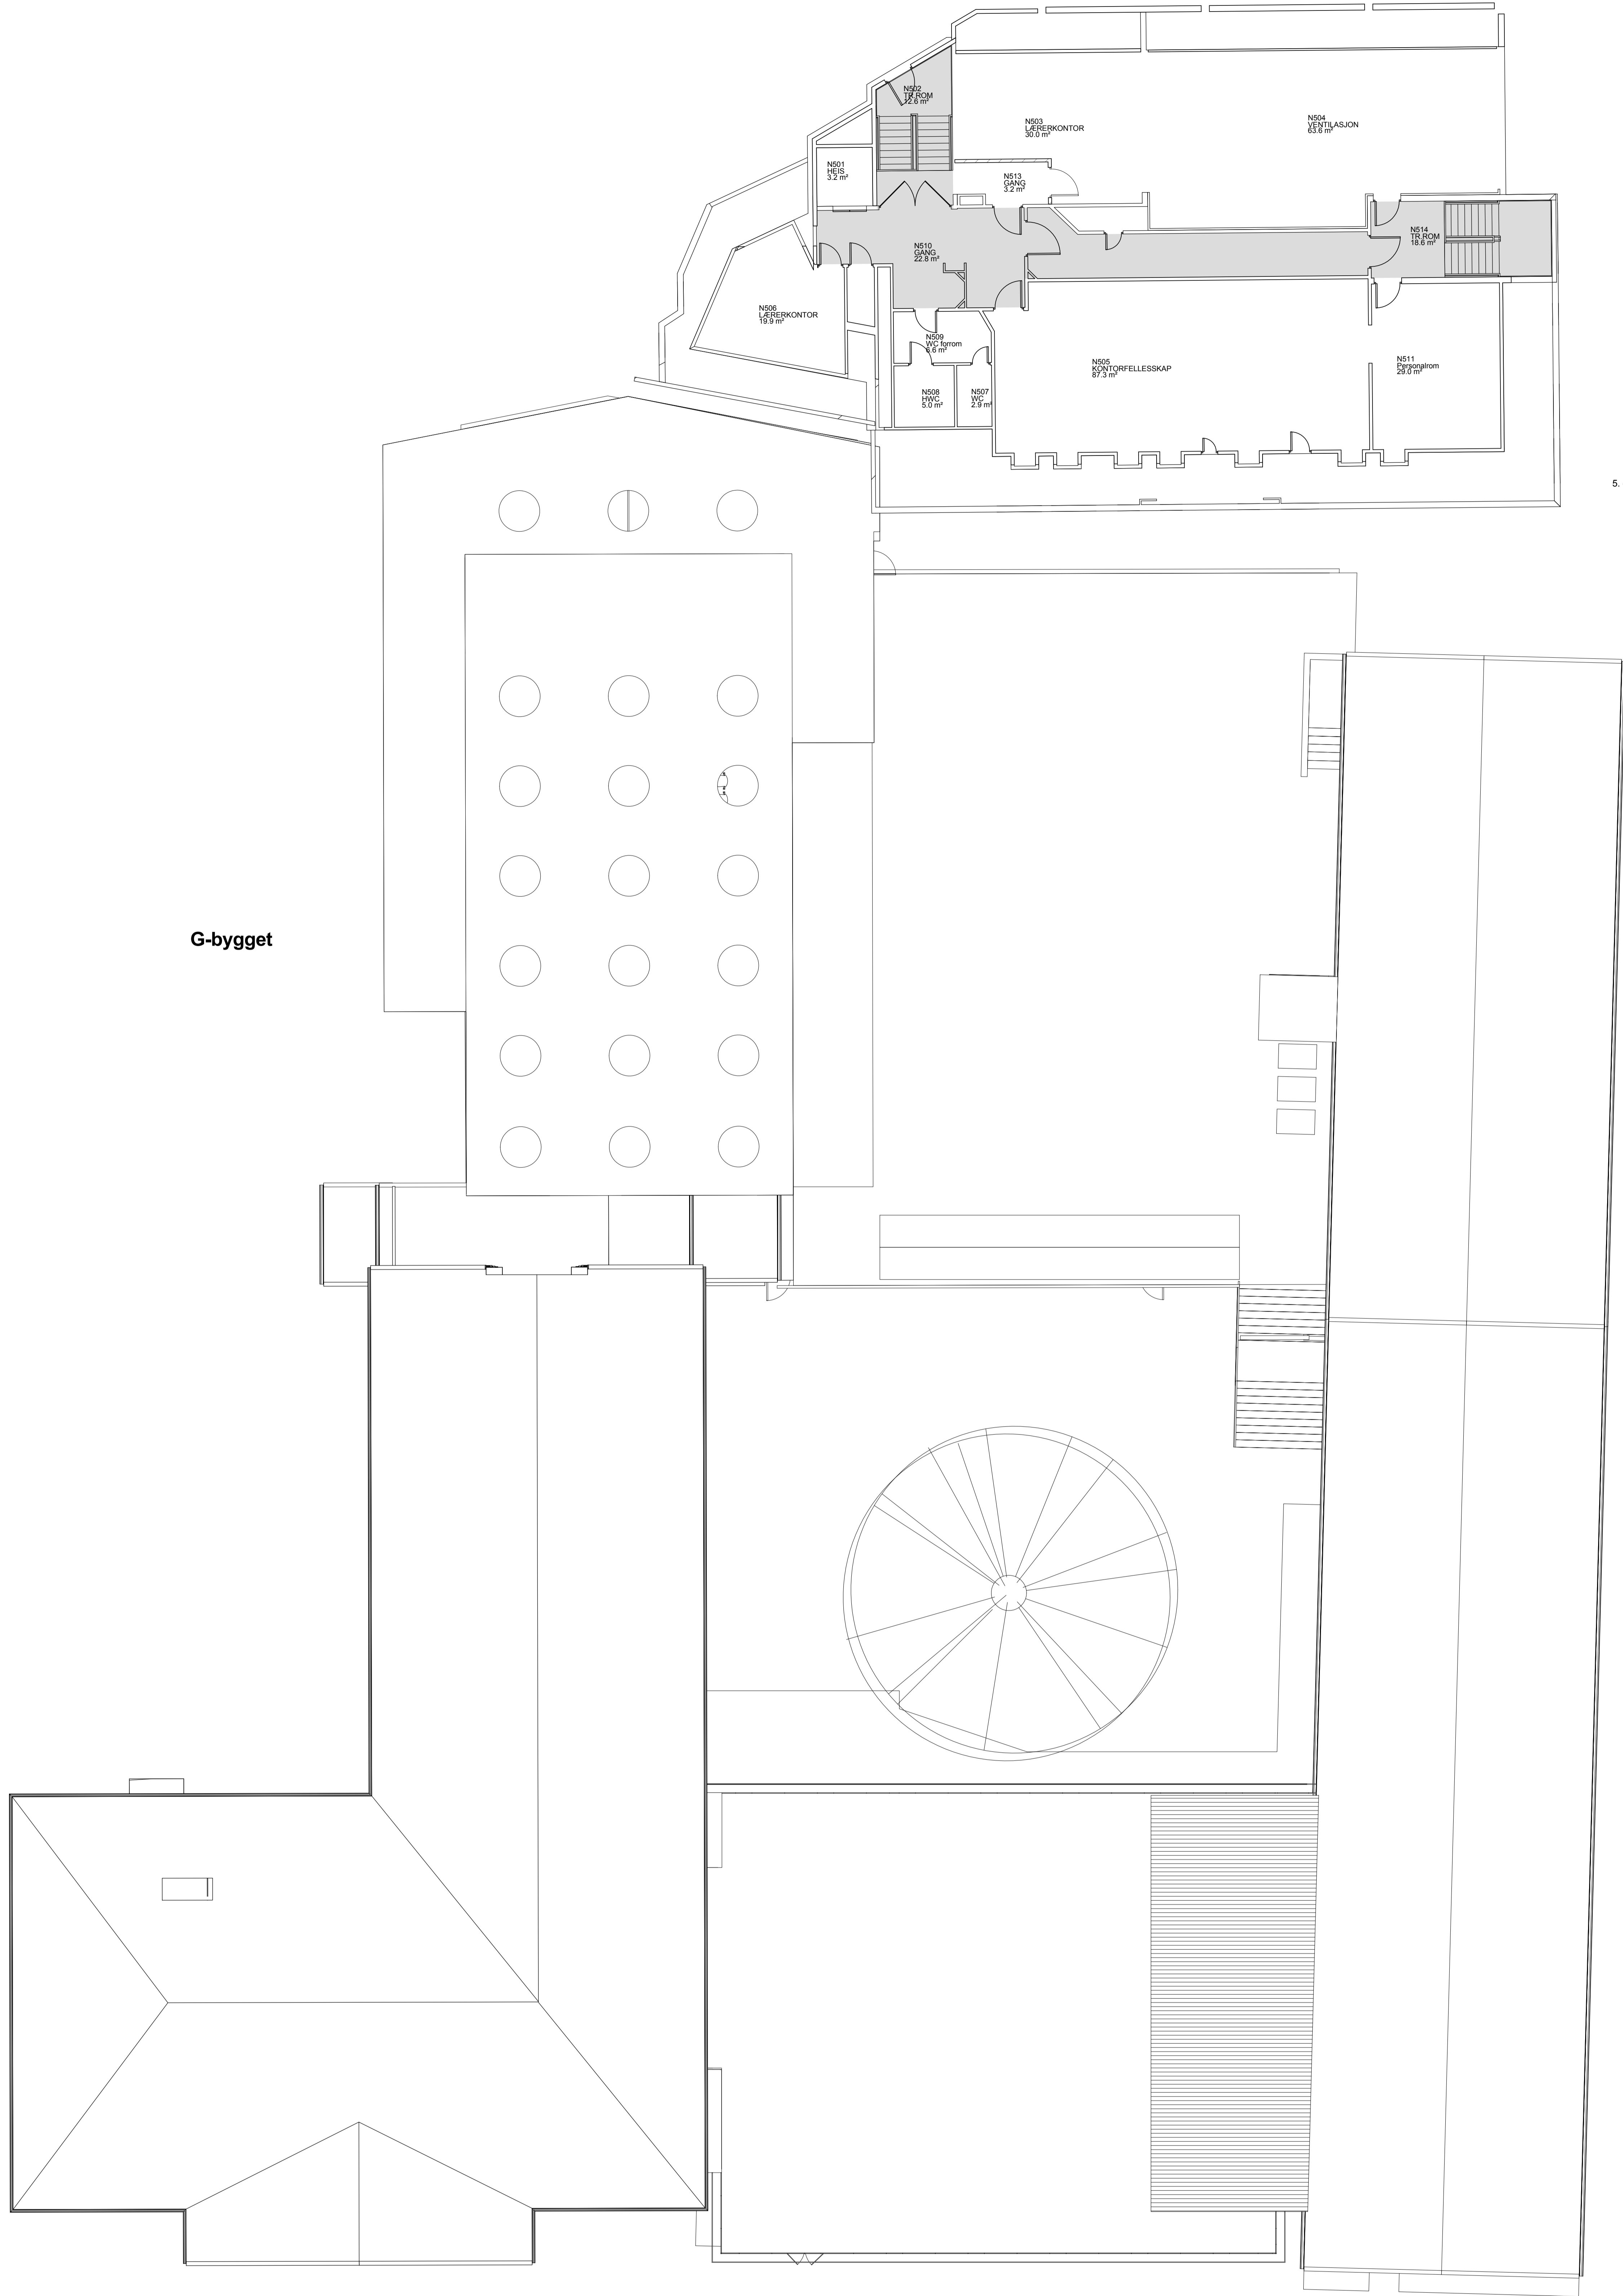 N502
TR.ROM
12.6 m²
N503
LÆRERKONTOR
30.0 m²
N504
VENTILASJON
63.6 m²
N501
HEIS
3.2 m²
N513
GANG
3.2 m²
N510
GANG
22.8 m²
N514
TR.ROM
18.6 m²
N506
LÆRERKONTOR
19.9 m²
N509
WC forrom
6.6 m²
N505
KONTORFELLESSKAP
87.3 m²
N511
Personalrom
29.0 m²
N508
HWC
5.0 m²
N507
WC
2.9 m²
5.
G-bygget